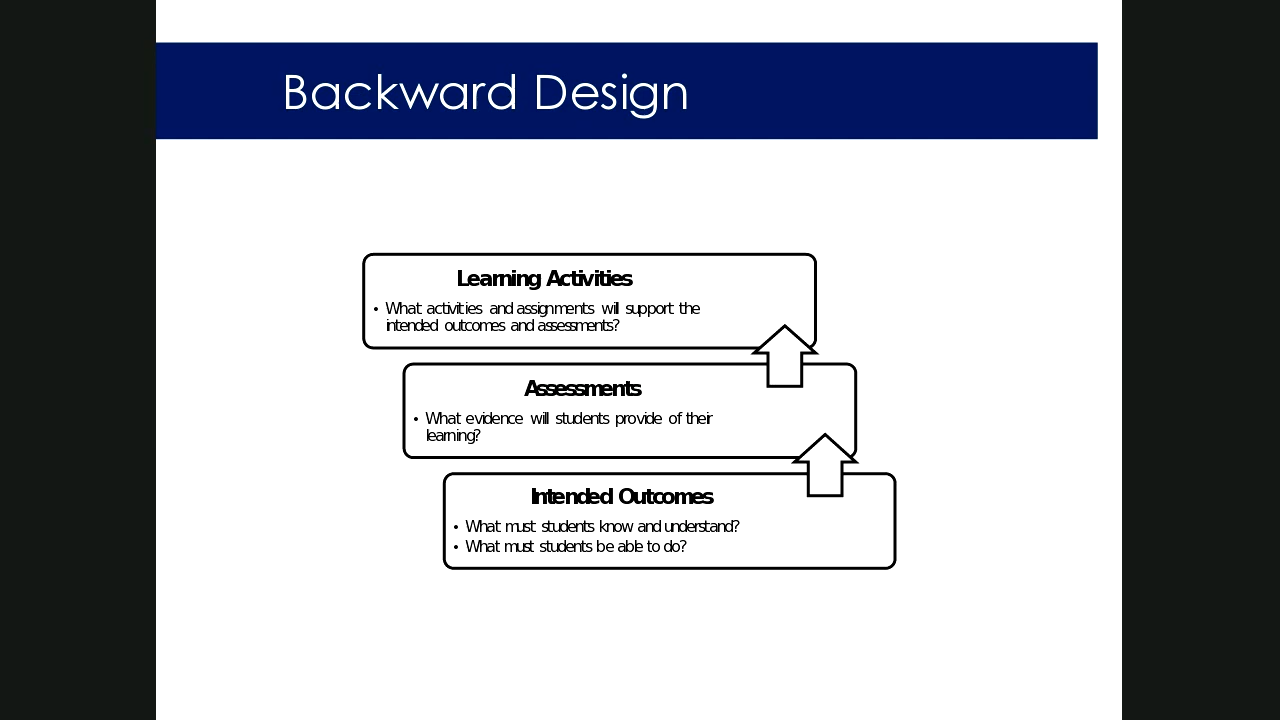 Backward Design
Learning Activities
• What activities and assignments will support the
intended outcomes and assessments?
Assessments
• What evidence will students provide of their
learning?
Intended Outcomes
• What must students know and understand?
• What must students be able to do?